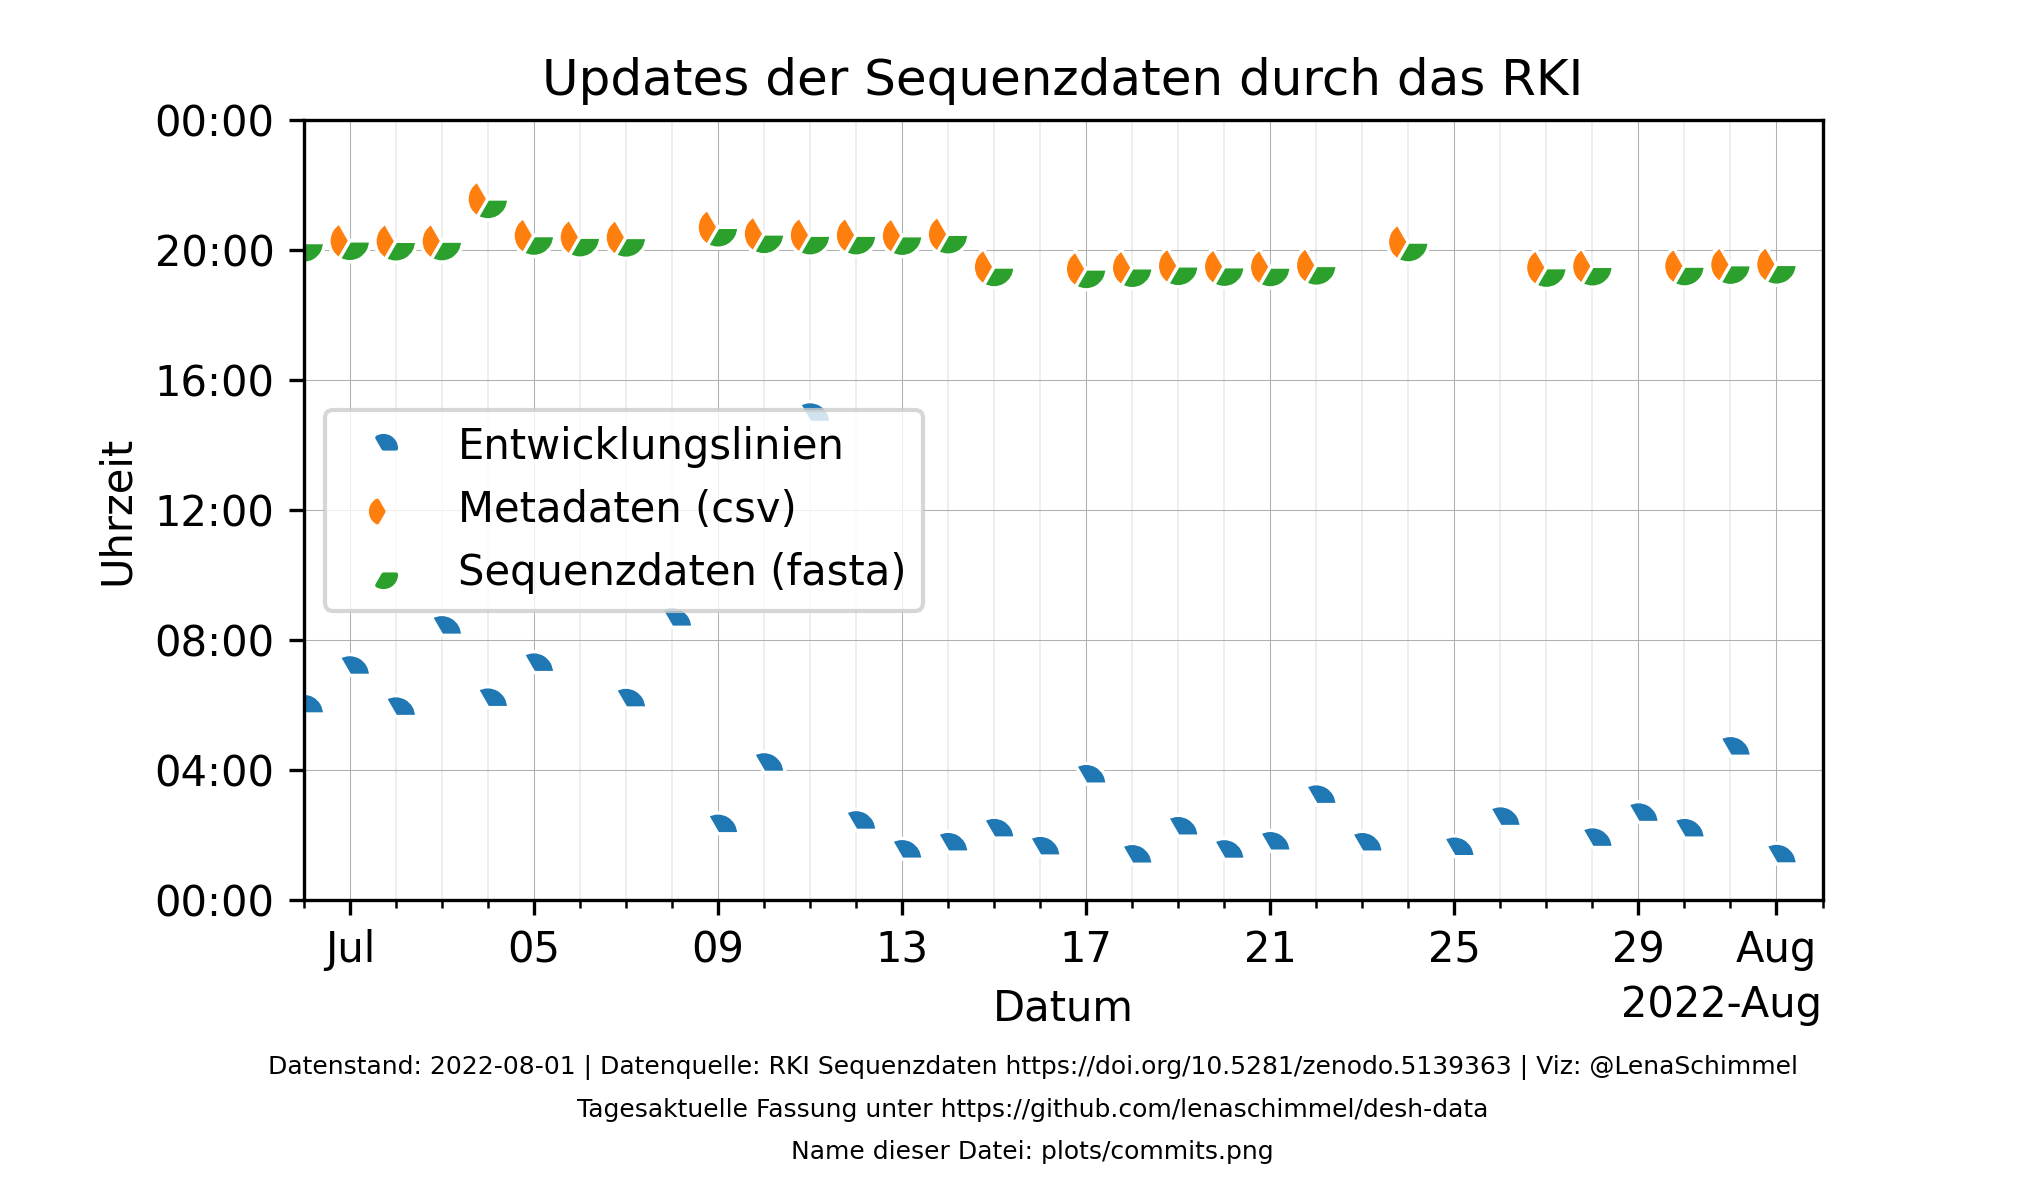 Updates der Sequenzdaten durch das RKI
00:00
20:00
16:00
12:00
08:00
04:00
00:00
Uhrzeit
Entwicklungslinien
Metadaten (csv)
Sequenzdaten (fasta)
Jul 05 09 13 17 21 25 29 Aug
2022-Aug
Datum
Datenstand: 2022-08-01 | Datenquelle: RKI Sequenzdaten https://doi.org/10.5281/zenodo.5139363 | Viz: @LenaSchimmel
Tagesaktuelle Fassung unter https://github.com/lenaschimmel/desh-data
Name dieser Datei: plots/commits.png